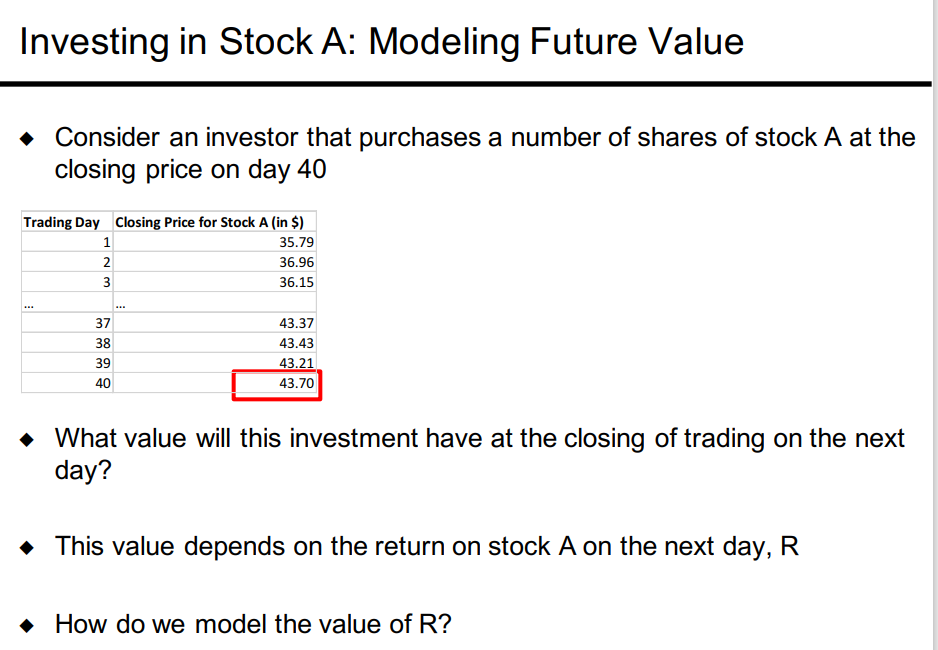 Investing in Stock A: Modeling Future Value
◆ Consider an investor that purchases a number of shares of stock A at the
closing price on day 40
Trading Day Closing Price for Stock A (in $)
1 35.79
2 36.96
3 36.15
... ...
37 43.37
38 43.43
39 43.21
40 43.70
◆ What value will this investment have at the closing of trading on the next
day?
◆ This value depends on the return on stock A on the next day, R
◆ How do we model the value of R?